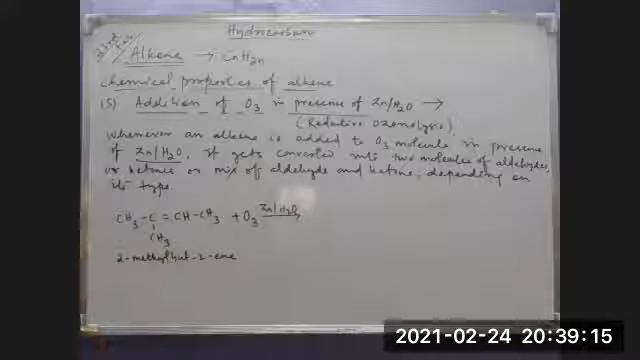 Hydrocarbon
Alkene → CnH2n
Chemical properties of alkene
(5) Addition of O3 in presence of Zn/H2O →
(Reductive Ozonolysis).
Whenever an alkene is added to O3 molecule in presence
of Zn/H2O, it gets converted into two molecules of aldehydes
or ketones or mix of aldehyde and ketone, depending on
its type.
CH3-C=CH-CH3 + O3 Zn/H2O
CH3
2-methylbut-2-ene
2021-02-24 20:39:15